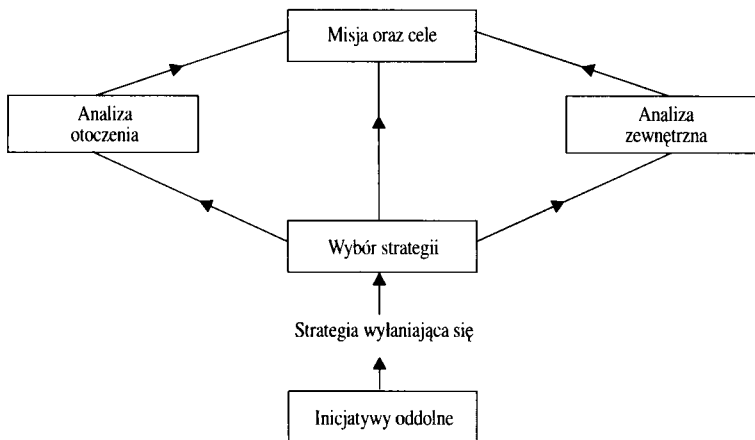 Misja oraz cele
Analiza
otoczenia
Analiza
zewnętrzna
Wybór strategii
Strategia wyłaniająca się
Inicjatywy oddolne